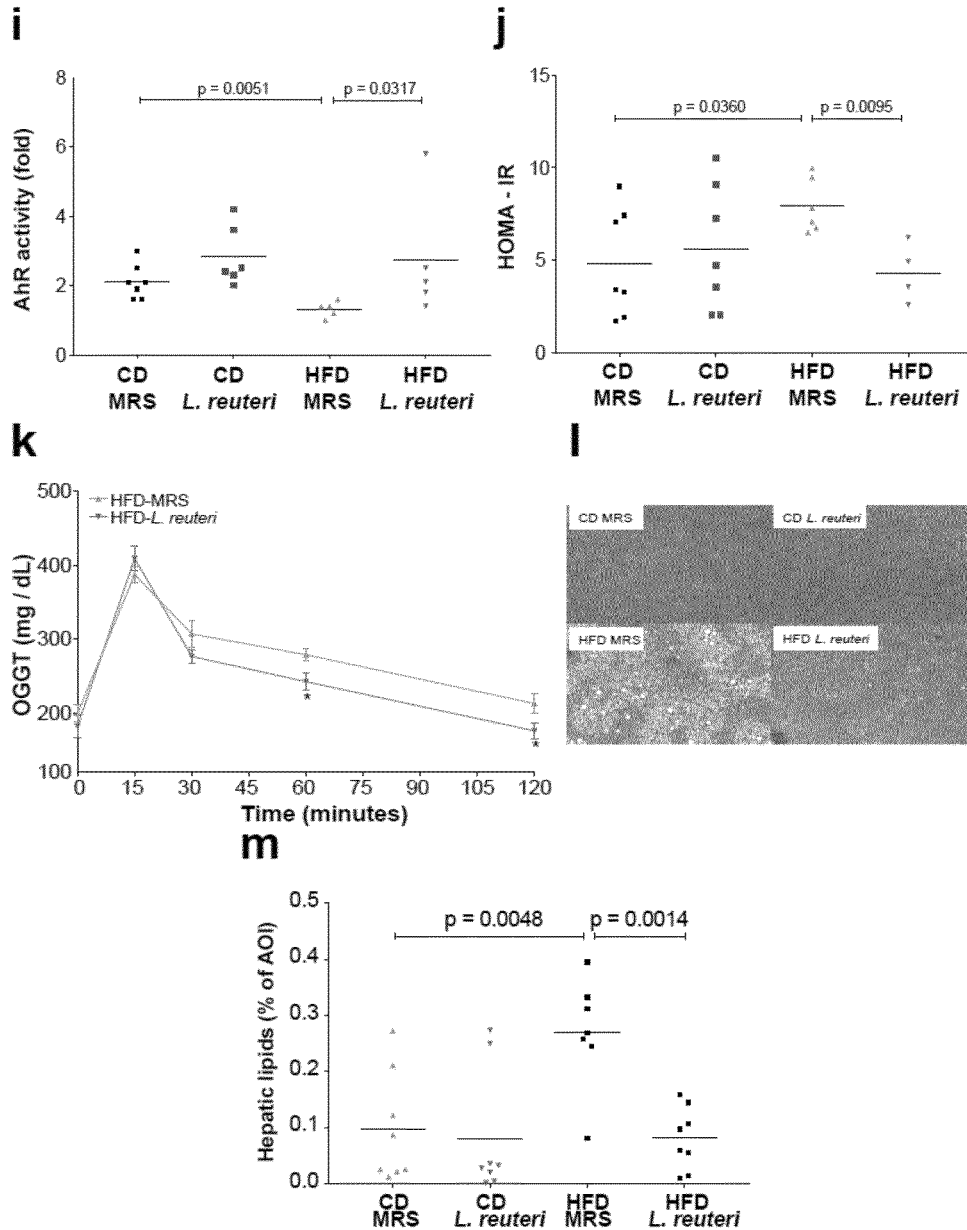 i
AhR activity (fold)
8
6
4
2
0
p = 0.0051
p = 0.0317
CD
MRS
CD
L. reuteri
HFD
MRS
HFD
L. reuteri
j
HOMA - IR
15
10
5
0
p = 0.0360
p = 0.0095
CD
MRS
CD
L. reuteri
HFD
MRS
HFD
L. reuteri
k
OGGT (mg / dL)
500
400
300
200
100
HFD-MRS
HFD-L. reuteri
*
*
0 15 30 45 60 75 90 105 120
Time (minutes)
l
CD MRS
CD L. reuteri
HFD MRS
HFD L. reuteri
m
Hepatic lipids (% of AOI)
0.5
0.4
0.3
0.2
0.1
0.0
p = 0.0048
p = 0.0014
CD
MRS
CD
L. reuteri
HFD
MRS
HFD
L. reuteri